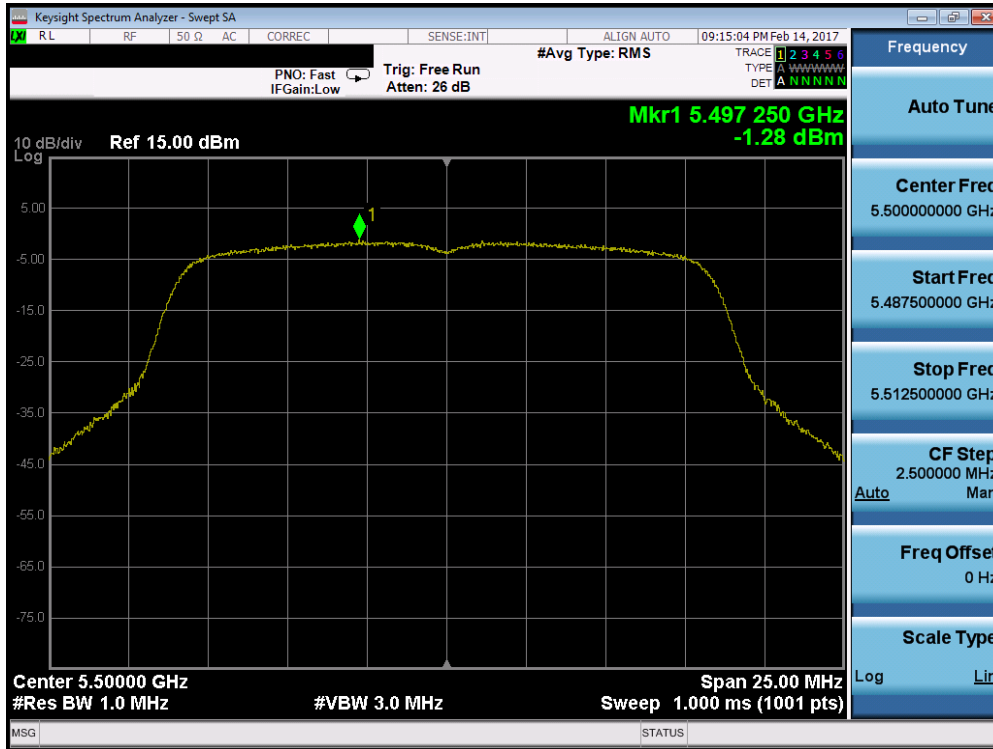 Keysight Spectrum Analyzer - Swept SA
LXI RL RF 50 Ω AC CORREC SENSE:INT ALIGN AUTO 09:15:04 PM Feb 14, 2017
#Avg Type: RMS
TRACE 1 2 3 4 5 6
PNO: Fast Trig: Free Run
TYPE A WWWWW
IFGain:Low Atten: 26 dB
DET A N N N N N
Mkr1 5.497 250 GHz
-1.28 dBm
10 dB/div Ref 15.00 dBm
Log
1
5.00
-5.00
-15.0
-25.0
-35.0
-45.0
-55.0
-65.0
-75.0
Center 5.50000 GHz Span 25.00 MHz
#Res BW 1.0 MHz #VBW 3.0 MHz Sweep 1.000 ms (1001 pts)
MSG STATUS
Frequency
Auto Tune
Center Freq
5.500000000 GHz
Start Freq
5.487500000 GHz
Stop Freq
5.512500000 GHz
CF Step
2.500000 MHz
Auto Man
Freq Offset
0 Hz
Scale Type
Log Lin